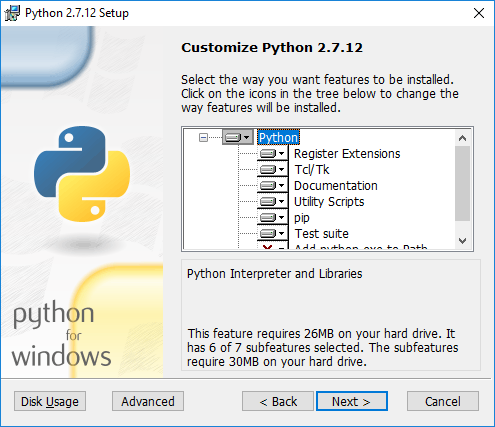 Python 2.7.12 Setup
Customize Python 2.7.12
Select the way you want features to be installed.
Click on the icons in the tree below to change the
way features will be installed.
Python
Register Extensions
Tcl/Tk
Documentation
Utility Scripts
pip
Test suite
Add python.exe to Path
Python Interpreter and Libraries
This feature requires 26MB on your hard drive. It
has 6 of 7 subfeatures selected. The subfeatures
require 30MB on your hard drive.
python
for
windows
Disk Usage
Advanced
< Back
Next >
Cancel